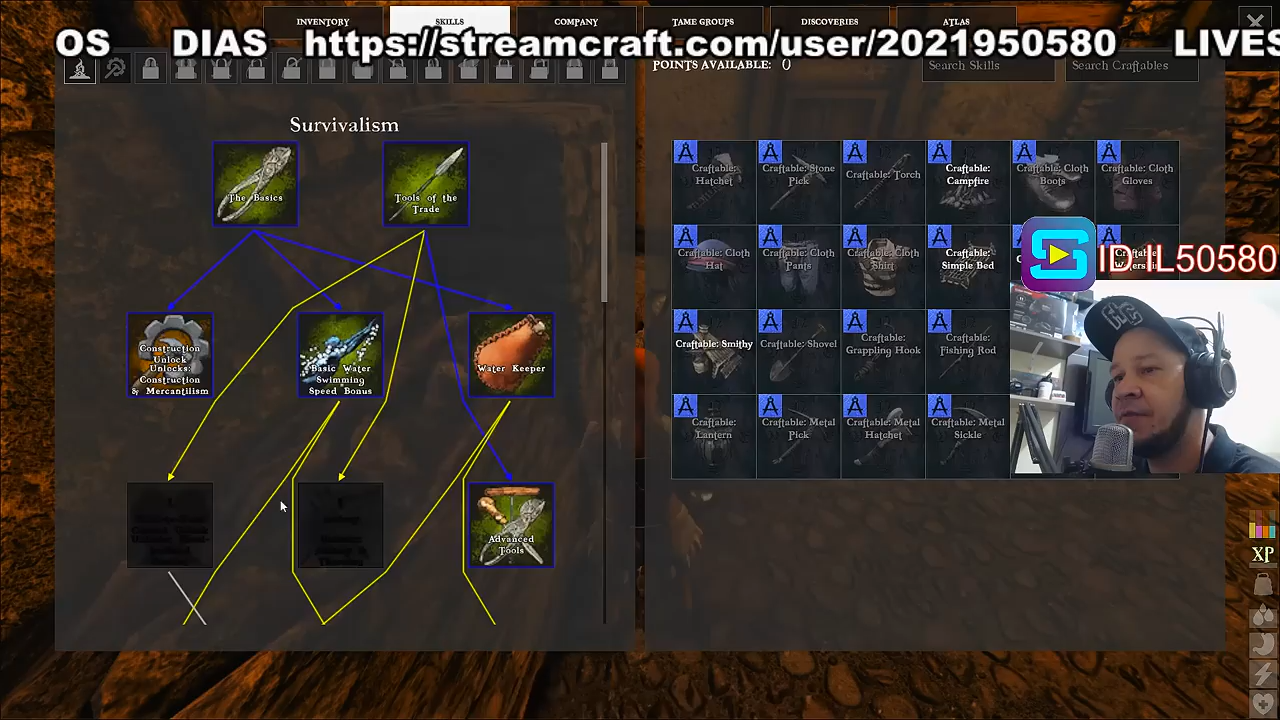 INVENTORY
SKILLS
COMPANY
TAME GROUPS
DISCOVERIES
ATLAS
OS DIAS https://streamcraft.com/user/2021950580 LIVES
POINTS AVAILABLE: 0
Search Skills
Search Craftables
Survivalism
The Basics
Tools of the
Trade
Construction
Unlock
Unlocks:
Construction
& Mercantilism
Basic Water
Swimming
Speed Bonus
Water Keeper
Advanced
Tools
Craftable:
Hatchet
Craftable: Stone
Pick
Craftable: Torch
Craftable:
Campfire
Craftable: Cloth
Boots
Craftable: Cloth
Gloves
Craftable: Cloth
Hat
Craftable: Cloth
Pants
Craftable: Cloth
Shirt
Craftable:
Simple Bed
ID:IL50580
Craftable: Smithy
Craftable: Shovel
Craftable:
Grappling Hook
Craftable:
Fishing Rod
Craftable:
Lantern
Craftable: Metal
Pick
Craftable: Metal
Hatchet
Craftable: Metal
Sickle
XP